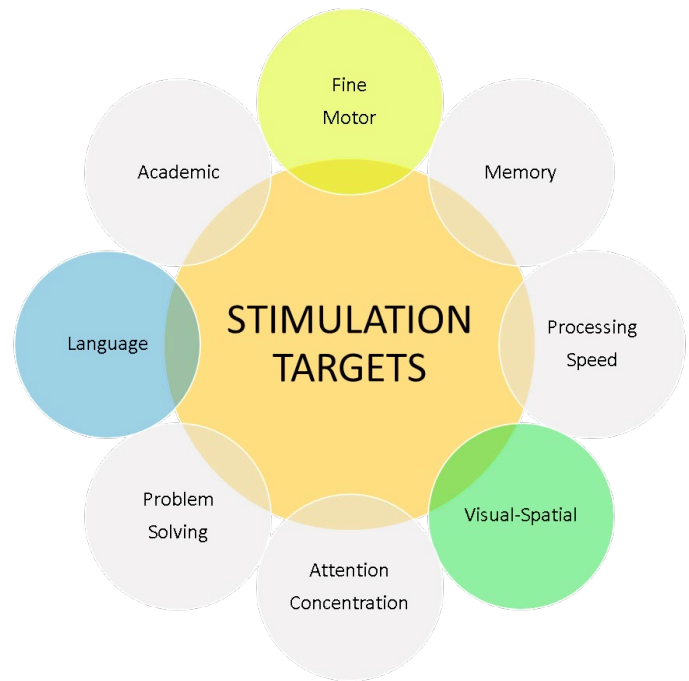 Fine
Motor
Academic
Memory
STIMULATION
TARGETS
Language
Processing
Speed
Problem
Solving
Visual-Spatial
Attention
Concentration